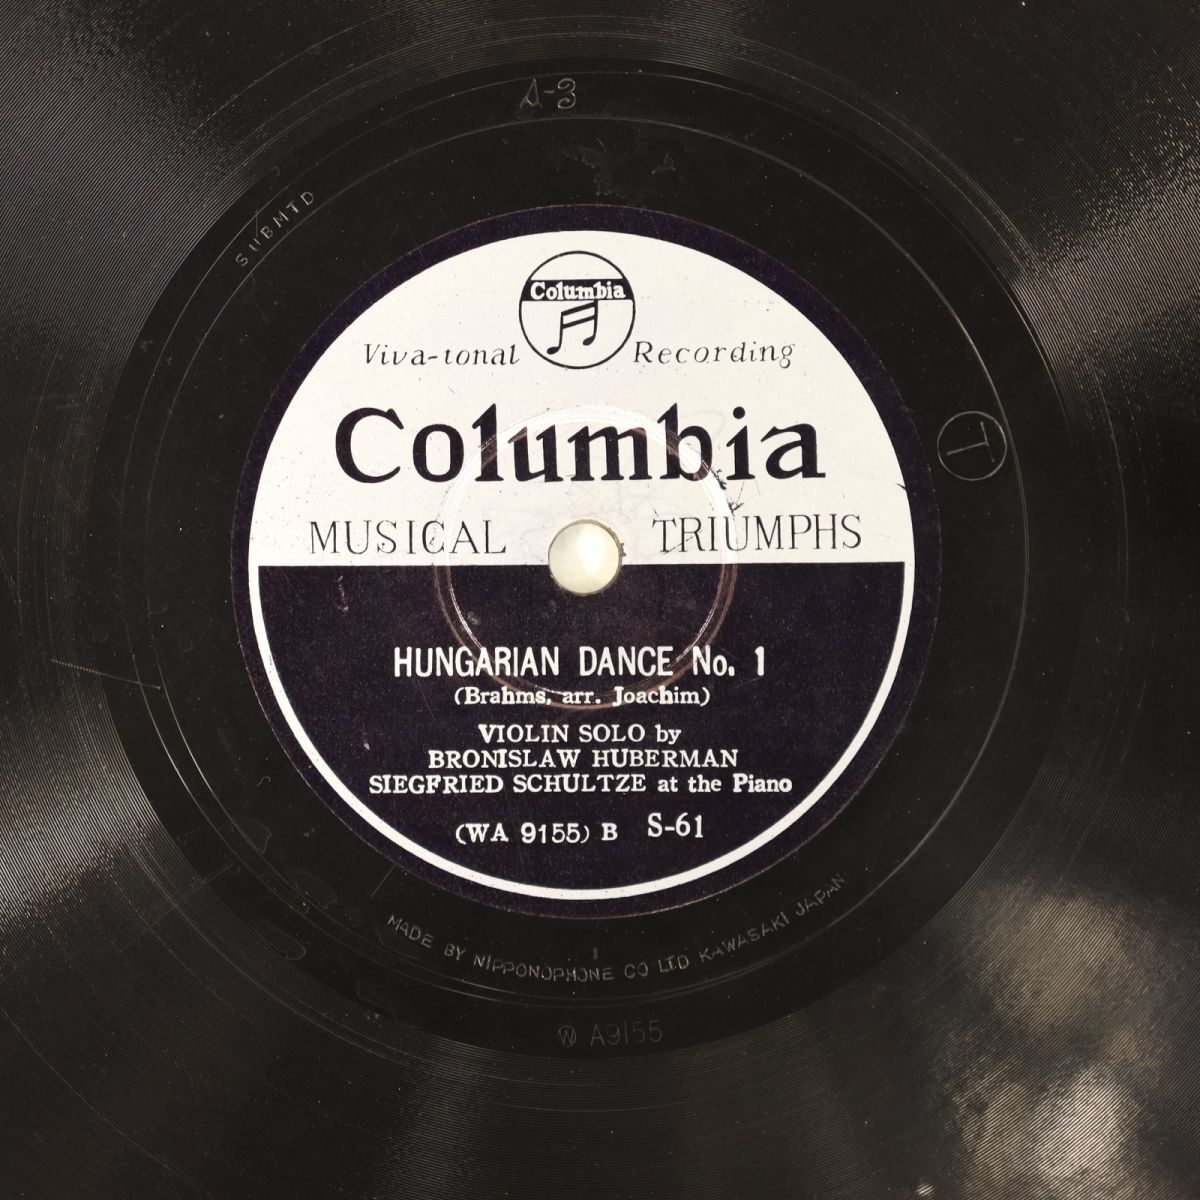 A-3
SUBMTD
Columbia
Viva-tonal Recording
Columbia
MUSICAL TRIUMPHS
T
HUNGARIAN DANCE No. 1
(Brahms, arr. Joachim)
VIOLIN SOLO by
BRONISLAW HUBERMAN
SIEGFRIED SCHULTZE at the Piano
(WA 9155) B S-61
MADE BY NIPPONOPHONE CO LTD KAWASAKI JAPAN
W A9155